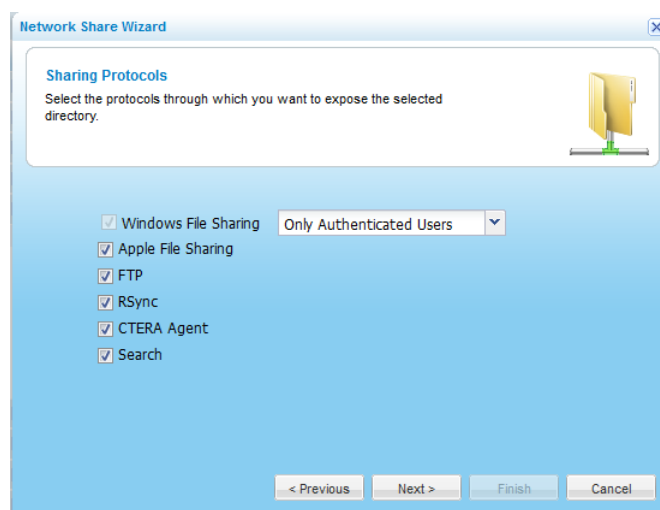 Network Share Wizard
Sharing Protocols
Select the protocols through which you want to expose the selected
directory.
Windows File Sharing Only Authenticated Users
Apple File Sharing
FTP
RSync
CTERA Agent
Search
< Previous Next > Finish Cancel